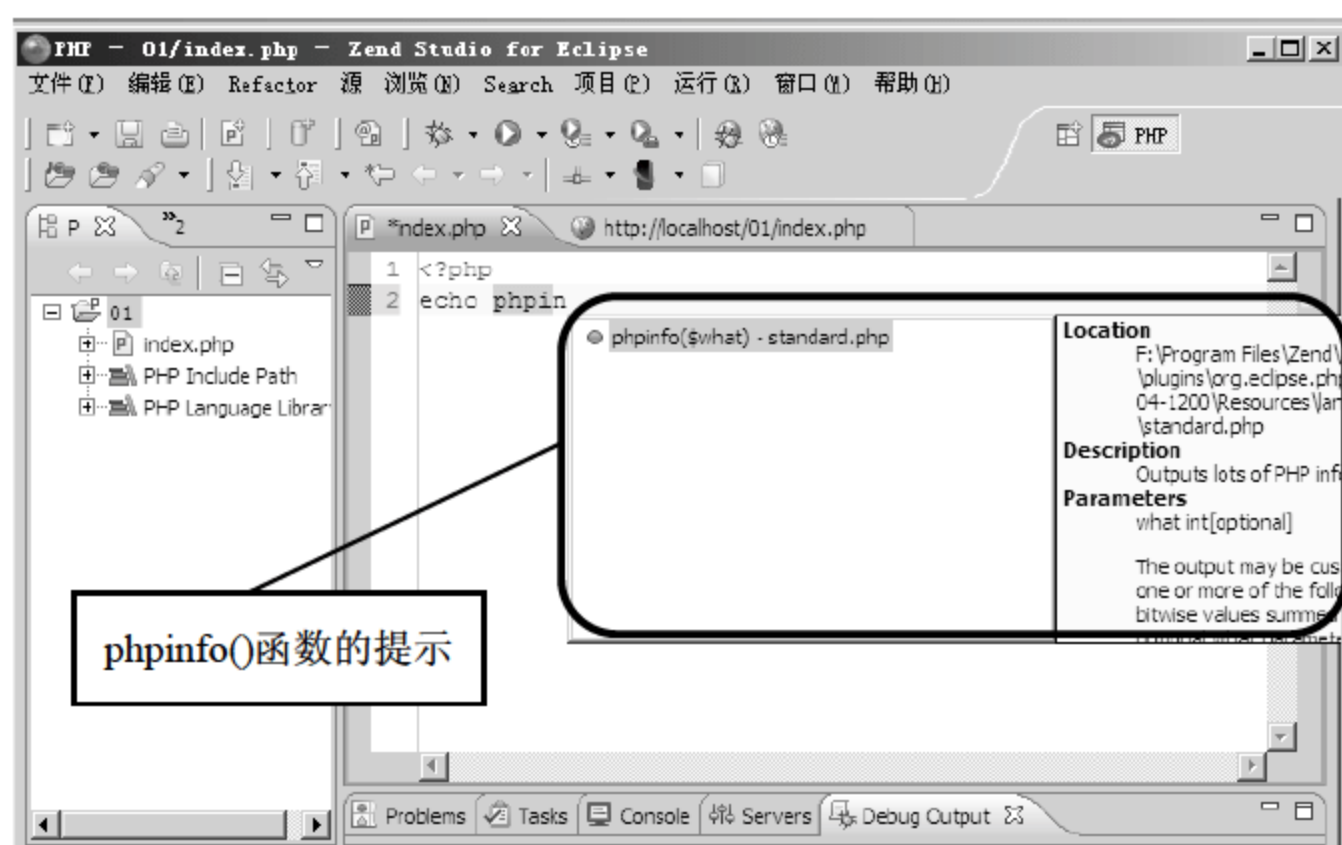 PHP - 01/index.php - Zend Studio for Eclipse
文件(F) 编辑(E) Refactor 源 浏览(N) Search 项目(P) 运行(R) 窗口(W) 帮助(H)
PHP
P »2
*ndex.php http://localhost/01/index.php
01
index.php
PHP Include Path
PHP Language Librar
1 <?php
2 echo phpin
phpinfo($what) - standard.php
Location
F:\Program Files\Zend\
\plugins\org.eclipse.ph
04-1200\Resources\lan
\standard.php
Description
Outputs lots of PHP inf
Parameters
what int[optional]
The output may be cus
one or more of the follo
bitwise values summe
phpinfo()函数的提示
Problems Tasks Console Servers Debug Output